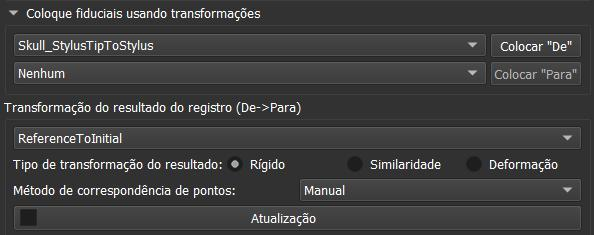 Coloque fiduciais usando transformações
Skull_StylusTipToStylus Colocar "De"
Nenhum Colocar "Para"
Transformação do resultado do registro (De->Para)
ReferenceToInitial
Tipo de transformação do resultado: Rígido Similaridade Deformação
Método de correspondência de pontos: Manual
Atualização